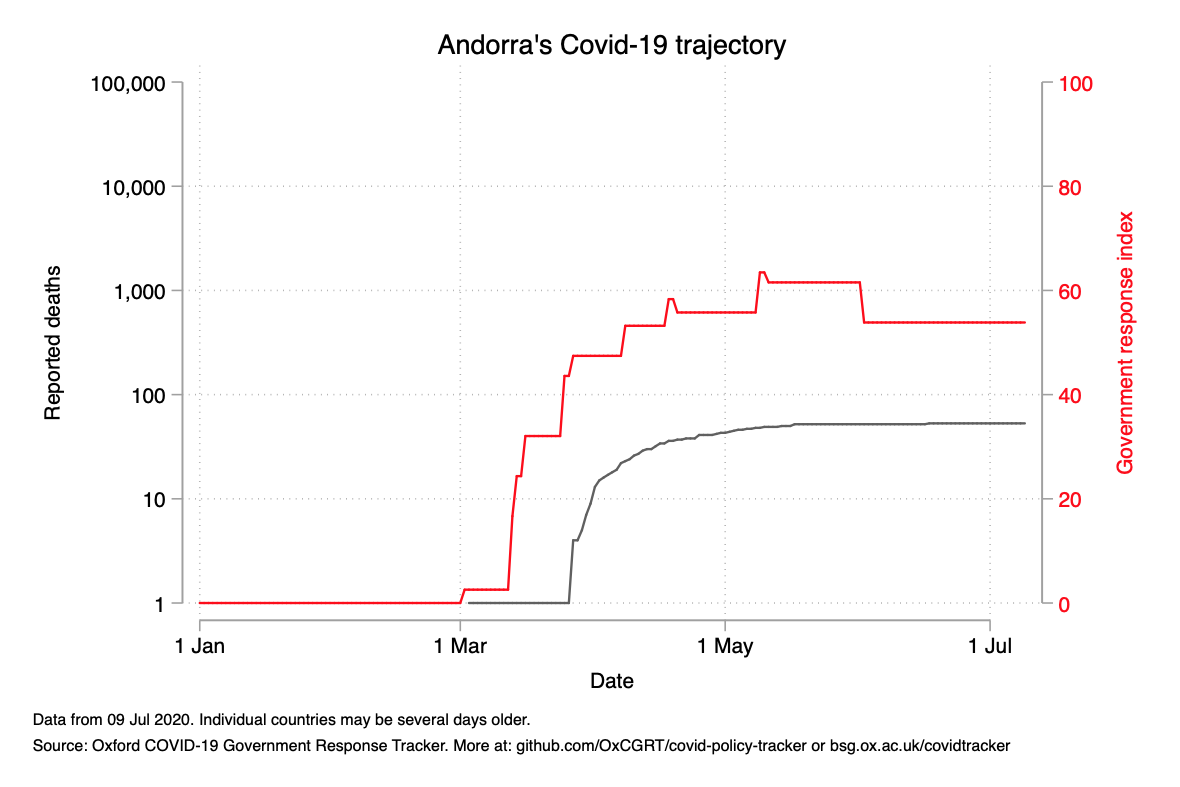 Andorra's Covid-19 trajectory
100,000
10,000
1,000
100
10
1
Reported deaths
100
80
60
40
20
0
Government response index
1 Jan
1 Mar
1 May
1 Jul
Date
Data from 09 Jul 2020. Individual countries may be several days older.
Source: Oxford COVID-19 Government Response Tracker. More at: github.com/OxCGRT/covid-policy-tracker or bsg.ox.ac.uk/covidtracker